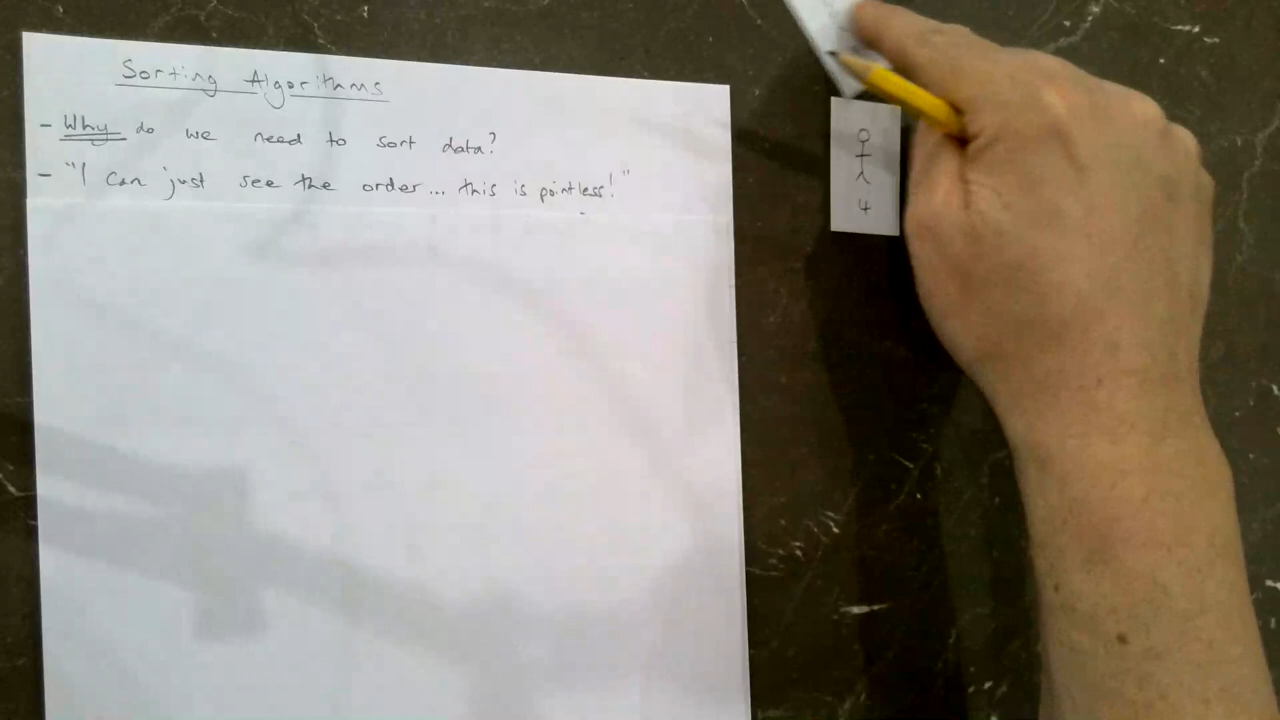 Sorting Algorithms
- Why do we need to sort data?
- "I can just see the order... this is pointless!"
4